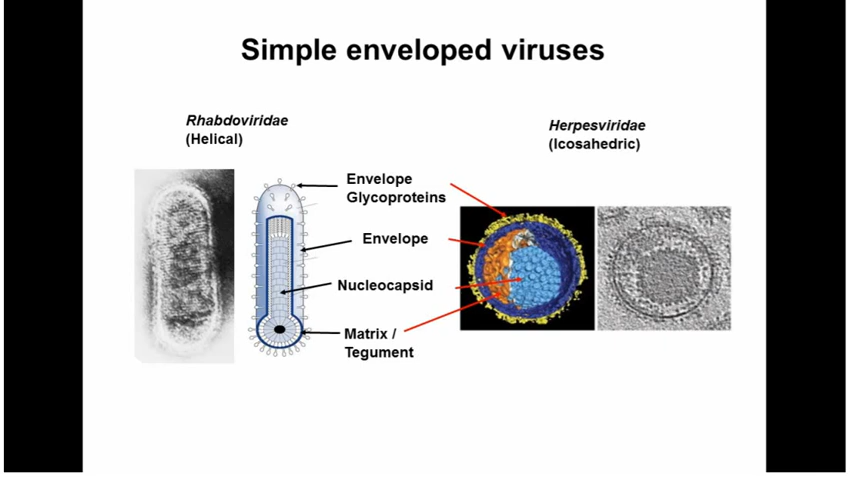 Simple enveloped viruses
Rhabdoviridae
(Helical)
Herpesviridae
(Icosahedric)
Envelope
Glycoproteins
Envelope
Nucleocapsid
Matrix /
Tegument